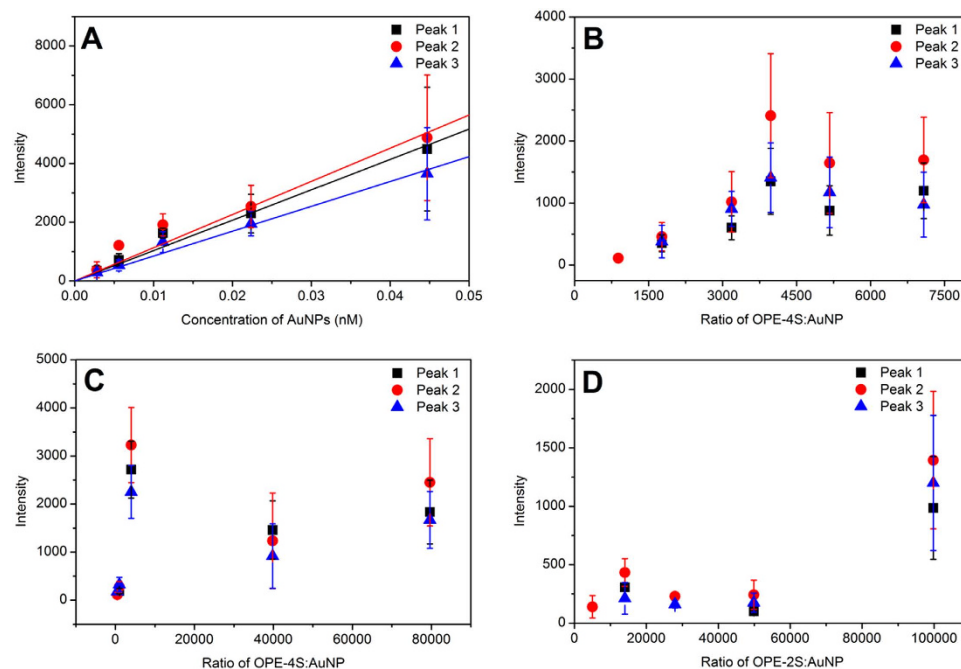 A
Peak 1
Peak 2
Peak 3
8000
6000
4000
2000
0
Intensity
0.00 0.01 0.02 0.03 0.04 0.05
Concentration of AuNPs (nM)
B
Peak 1
Peak 2
Peak 3
4000
3000
2000
1000
0
Intensity
0 1500 3000 4500 6000 7500
Ratio of OPE-4S:AuNP
C
Peak 1
Peak 2
Peak 3
5000
4000
3000
2000
1000
0
Intensity
0 20000 40000 60000 80000
Ratio of OPE-4S:AuNP
D
Peak 1
Peak 2
Peak 3
2000
1500
1000
500
0
Intensity
0 20000 40000 60000 80000 100000
Ratio of OPE-2S:AuNP